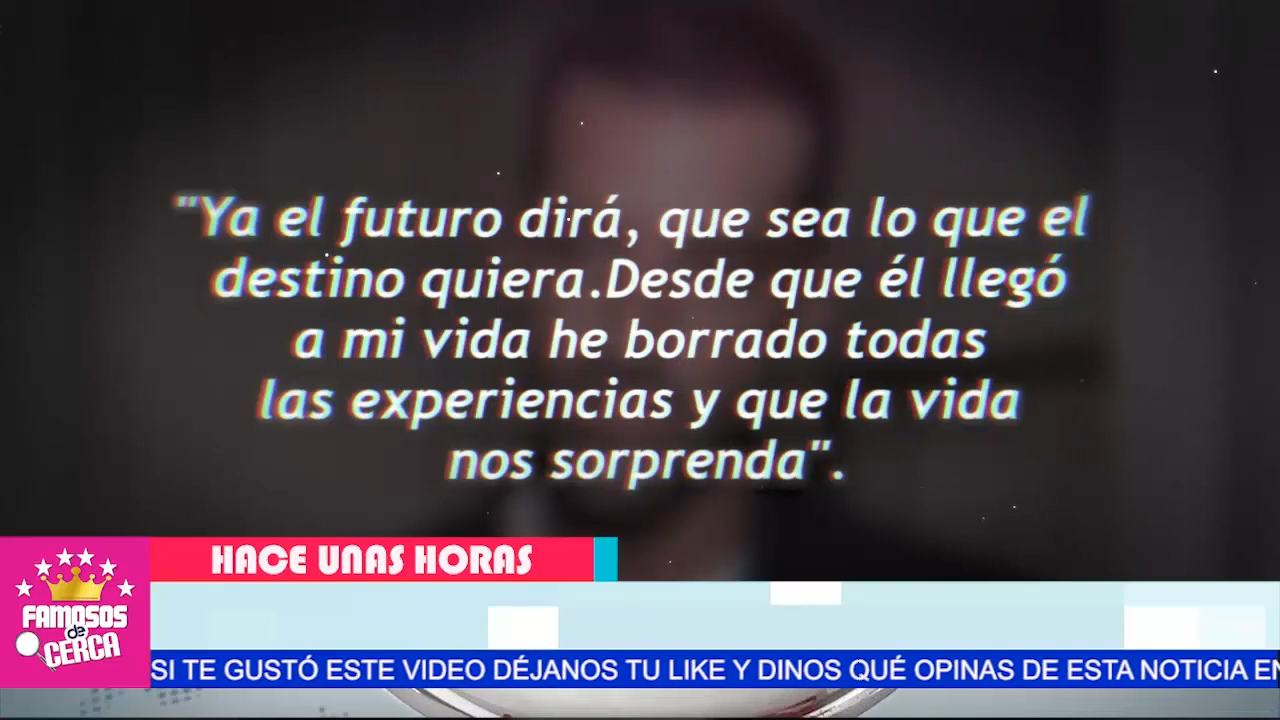 "Ya el futuro dirá, que sea lo que el
destino quiera.Desde que él llegó
a mi vida he borrado todas
las experiencias y que la vida
nos sorprenda".
HACE UNAS HORAS
FAMOSOS
de
CERCA
SI TE GUSTÓ ESTE VIDEO DÉJANOS TU LIKE Y DINOS QUÉ OPINAS DE ESTA NOTICIA EN